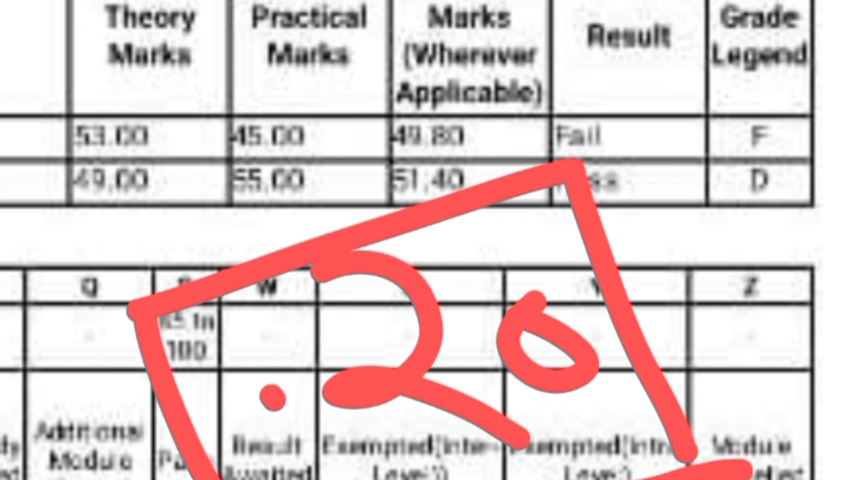 Theory Marks Practical Marks Marks (Wherever Applicable) Result Grade Legend
53.00 45.00 49.80 Fail F
49.00 55.00 51.40 D
Q W Z
100
Additional Module Result Awaited Exempted(Inter- Level) Module
.20